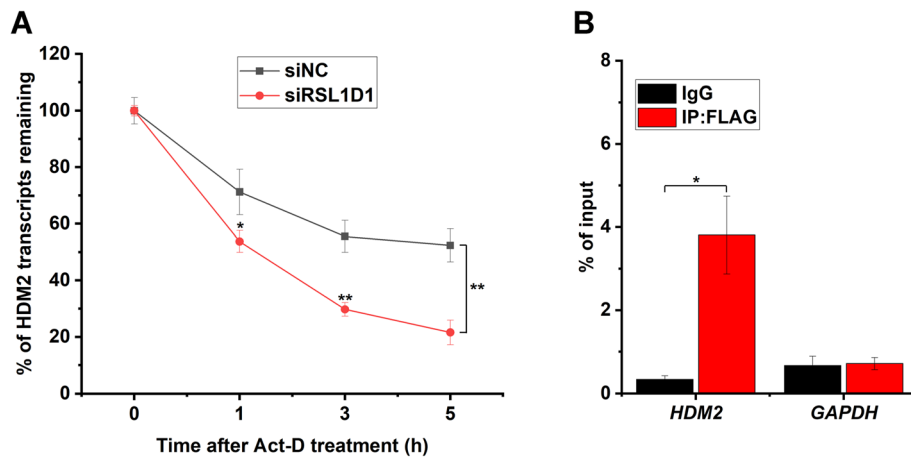 A
% of HDM2 transcripts remaining
120
100
80
60
40
20
0
siNC
siRSL1D1
*
**
**
0
1
3
5
Time after Act-D treatment (h)
B
% of input
8
6
4
2
0
IgG
IP:FLAG
*
HDM2
GAPDH